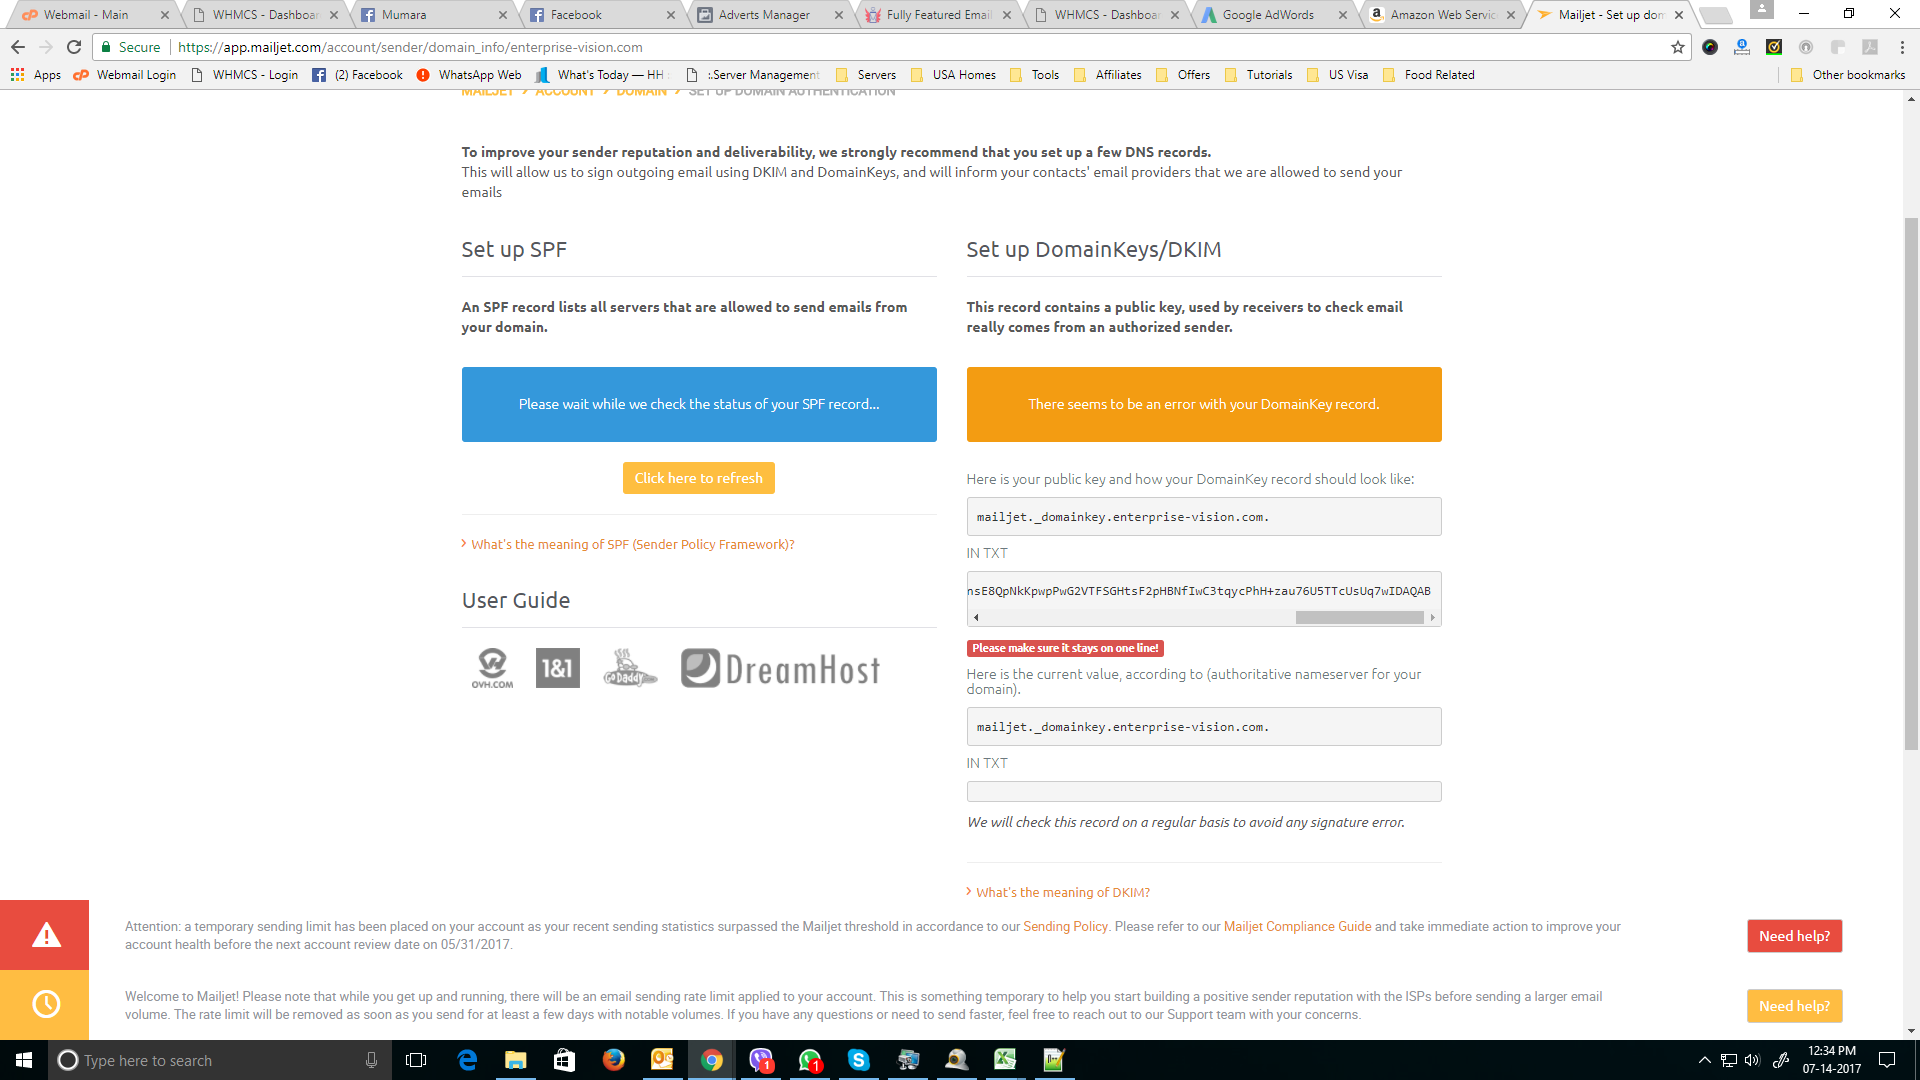 Webmail - Main
WHMCS - Dashboar
Mumara
Facebook
Adverts Manager
Fully Featured Email
WHMCS - Dashboar
Google AdWords
Amazon Web Servic
Mailjet - Set up dom
Secure
https://app.mailjet.com/account/sender/domain_info/enterprise-vision.com
Apps
Webmail Login
WHMCS - Login
(2) Facebook
WhatsApp Web
What's Today — HH
:.Server Management
Servers
USA Homes
Tools
Affiliates
Offers
Tutorials
US Visa
Food Related
Other bookmarks
MAILJET > ACCOUNT > DOMAIN > SET UP DOMAIN AUTHENTICATION
To improve your sender reputation and deliverability, we strongly recommend that you set up a few DNS records.
This will allow us to sign outgoing email using DKIM and DomainKeys, and will inform your contacts' email providers that we are allowed to send your
emails
Set up SPF
An SPF record lists all servers that are allowed to send emails from
your domain.
Please wait while we check the status of your SPF record...
Click here to refresh
What's the meaning of SPF (Sender Policy Framework)?
User Guide
OVH.COM
1&1
GoDaddy
DreamHost
Set up DomainKeys/DKIM
This record contains a public key, used by receivers to check email
really comes from an authorized sender.
There seems to be an error with your DomainKey record.
Here is your public key and how your DomainKey record should look like:
mailjet._domainkey.enterprise-vision.com.
IN TXT
nsE8QpNkKpwpPwG2VTFSGHtsF2pHBNfIwC3tqycPhH+zau76U5TTcUsUq7wIDAQAB
Please make sure it stays on one line!
Here is the current value, according to (authoritative nameserver for your
domain).
mailjet._domainkey.enterprise-vision.com.
IN TXT
We will check this record on a regular basis to avoid any signature error.
What's the meaning of DKIM?
Attention: a temporary sending limit has been placed on your account as your recent sending statistics surpassed the Mailjet threshold in accordance to our Sending Policy. Please refer to our Mailjet Compliance Guide and take immediate action to improve your
account health before the next account review date on 05/31/2017.
Need help?
Welcome to Mailjet! Please note that while you get up and running, there will be an email sending rate limit applied to your account. This is something temporary to help you start building a positive sender reputation with the ISPs before sending a larger email
volume. The rate limit will be removed as soon as you send for at least a few days with notable volumes. If you have any questions or need to send faster, feel free to reach out to our Support team with your concerns.
Need help?
Type here to search
1
1
12:34 PM
07-14-2017